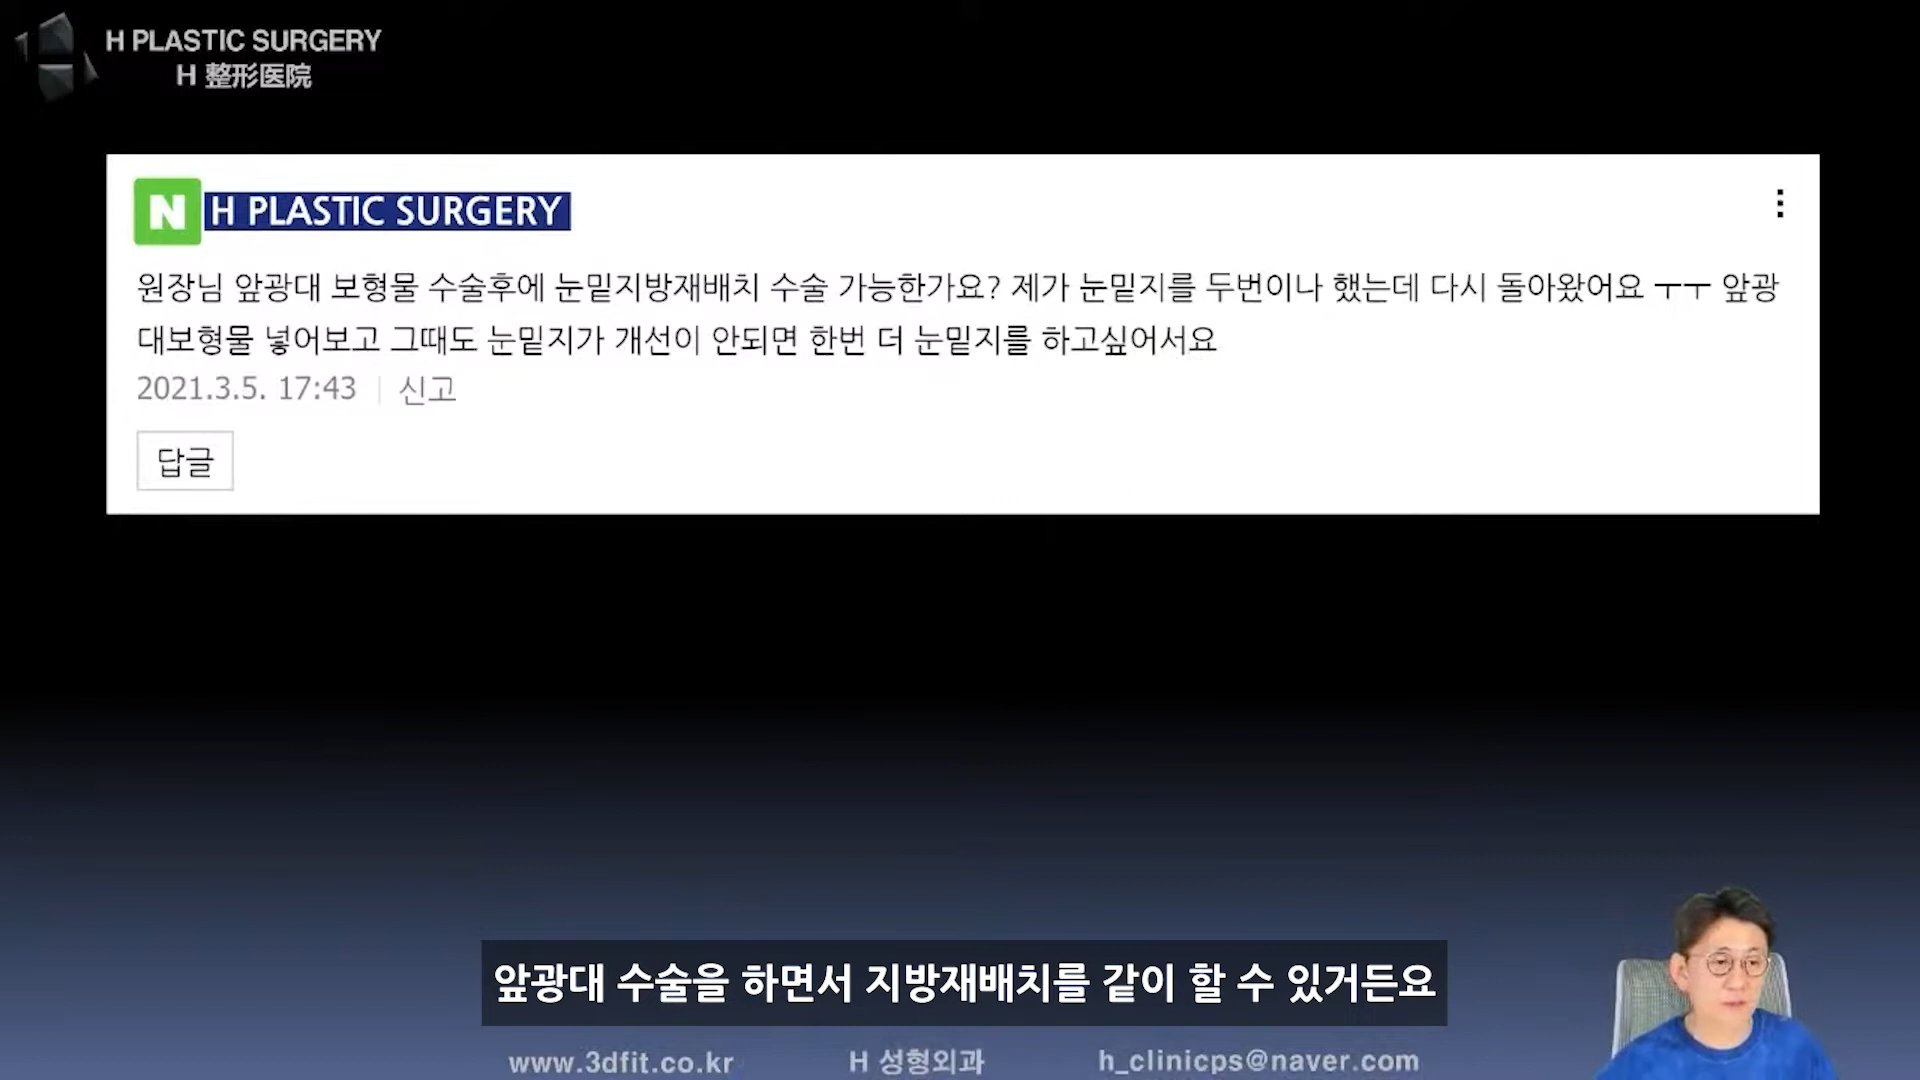 H PLASTIC SURGERY
H 整形医院
N H PLASTIC SURGERY
원장님 앞광대 보형물 수술후에 눈밑지방재배치 수술 가능한가요? 제가 눈밑지를 두번이나 했는데 다시 돌아왔어요 ㅜㅜ 앞광
대보형물 넣어보고 그때도 눈밑지가 개선이 안되면 한번 더 눈밑지를 하고싶어서요
2021.3.5. 17:43 | 신고
답글
앞광대 수술을 하면서 지방재배치를 같이 할 수 있거든요
www.3dfit.co.kr H 성형외과 h_clinicps@naver.com